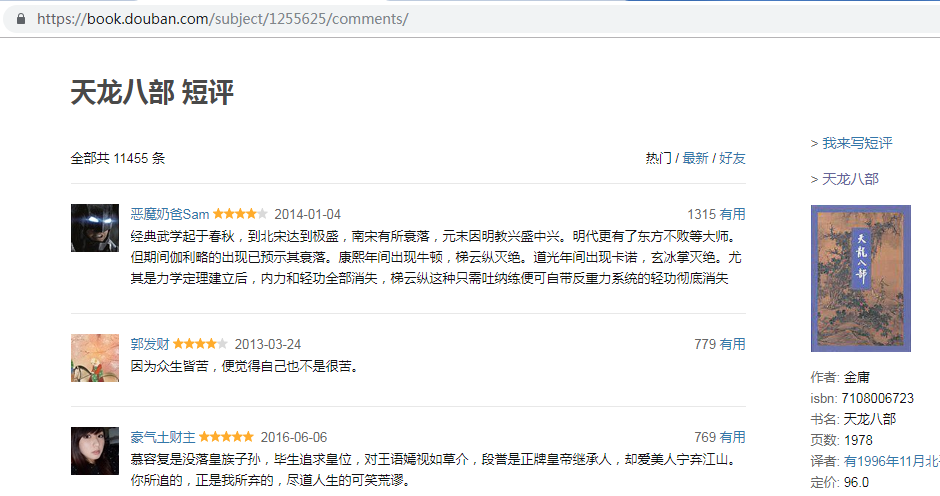 https://book.douban.com/subject/1255625/comments/
天龙八部 短评
全部共 11455 条
热门 / 最新 / 好友
恶魔奶爸Sam 2014-01-04
1315 有用
经典武学起于春秋，到北宋达到极盛，南宋有所衰落，元末因明教兴盛中兴。明代更有了东方不败等大师。
但期间伽利略的出现已预示其衰落。康熙年间出现牛顿，梯云纵灭绝。道光年间出现卡诺，玄冰掌灭绝。尤
其是力学定理建立后，内力和轻功全部消失，梯云纵这种只需吐纳练便可自带反重力系统的轻功彻底消失
郭发财 2013-03-24
779 有用
因为众生皆苦，便觉得自己也不是很苦。
豪气土财主 2016-06-06
769 有用
慕容复是没落皇族子孙，毕生追求皇位，对王语嫣视如草介，段誉是正牌皇帝继承人，却爱美人宁弃江山。
你所追的，正是我所弃的，尽道人生的可笑荒谬。
> 我来写短评
> 天龙八部
天龍八部
作者: 金庸
isbn: 7108006723
书名: 天龙八部
页数: 1978
译者: 有1996年11月北
定价: 96.0